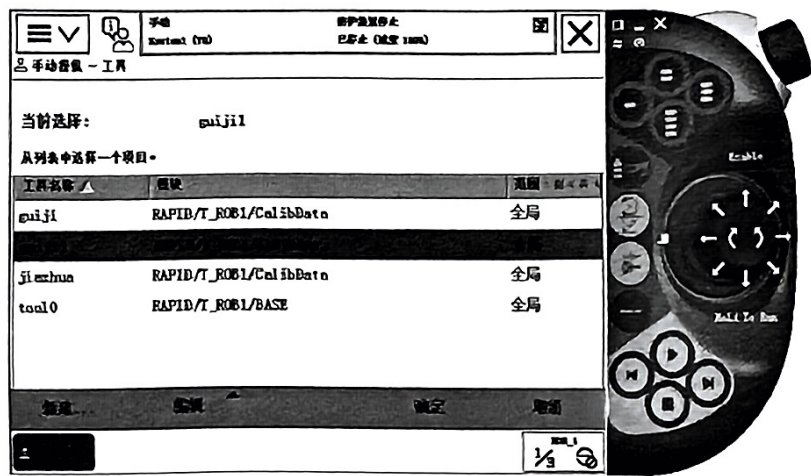 手动
防护装置停止
已停止 (速度 100%)
手动操纵 - 工具
当前选择: guiji1
从列表中选择一个项目。
工具名称 模块 范围
guiji RAPID/T_ROB1/CalibData 全局
jiazhua RAPID/T_ROB1/CalibData 全局
tool0 RAPID/T_ROB1/BASE 全局
新建... 编辑 确定 取消
1/3
Enable
Hold To Run